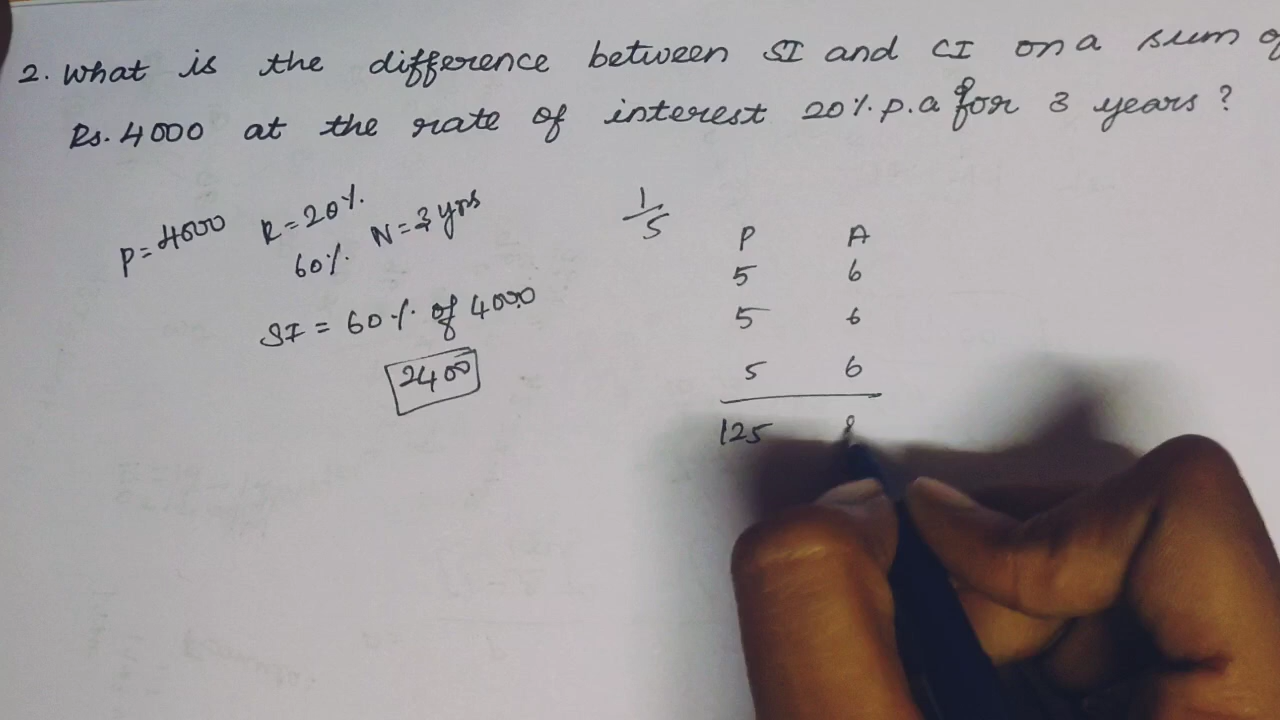 2. What is the difference between SI and CI on a sum
Rs. 4000 at the rate of interest 20%. p.a for 3 years?
P=4000 R=20%. N=3 yrs
60%.
SI = 60%. of 4000
2400
1/5
P A
5 6
5 6
5 6
125